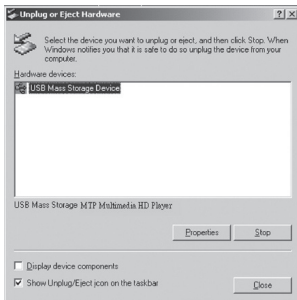 Unplug or Eject Hardware
Select the device you want to unplug or eject, and then click Stop. When
Windows notifies you that it is safe to do so unplug the device from your
computer.
Hardware devices:
USB Mass Storage Device
USB Mass Storage MTP Multimedia HD Player
Properties
Stop
Display device components
Show Unplug/Eject icon on the taskbar
Close